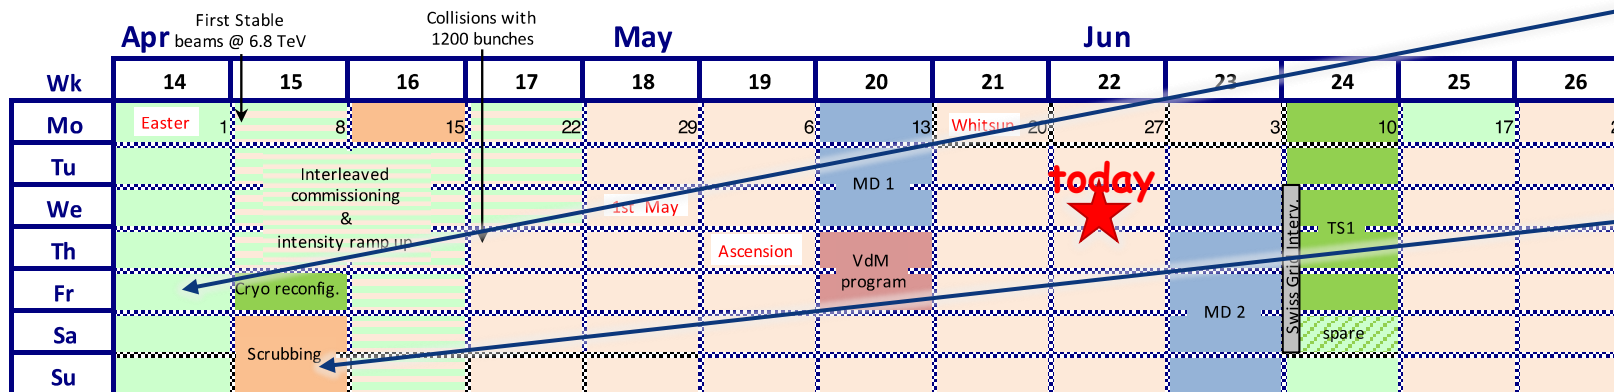 First Stable
beams @ 6.8 TeV
Collisions with
1200 bunches
Apr May Jun
Wk 14 15 16 17 18 19 20 21 22 23 24 25 26
Mo Easter 1 8 15 22 29 6 13 Whitsun 20 27 3 10 17
Tu
We
Th
Fr
Sa
Su
Interleaved
commissioning
&
intensity ramp up
Cryo reconfig.
Scrubbing
1st May
Ascension
MD 1
VdM
program
today
MD 2
Swiss Grid Interv.
TS1
spare